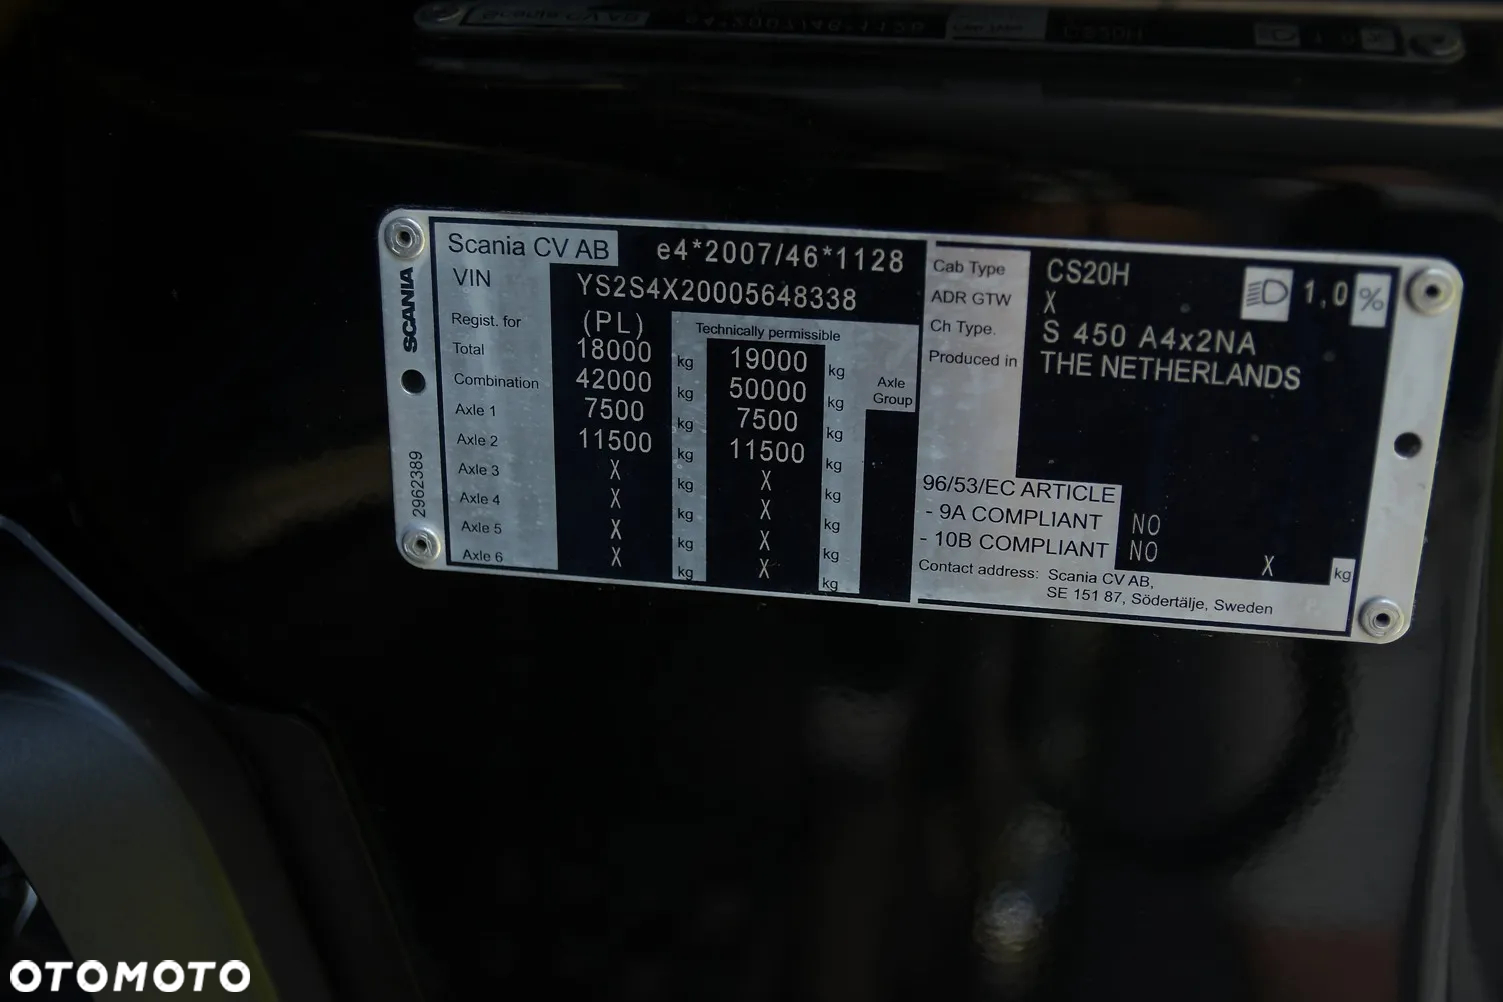 Scania CV AB e4*2007/46*1128
VIN YS2S4X20005648338
Regist. for (PL)
Technically permissible
Total 18000 kg 19000 kg
Combination 42000 kg 50000 kg
Axle 1 7500 kg 7500 kg
Axle 2 11500 kg 11500 kg
Axle 3 X kg X kg
Axle 4 X kg X kg
Axle 5 X kg X kg
Axle 6 X kg X kg
Axle
Group
Cab Type CS20H
ADR GTW X
Ch Type. S 450 A4x2NA
Produced in THE NETHERLANDS
1,0 %
96/53/EC ARTICLE
- 9A COMPLIANT NO
- 10B COMPLIANT NO X kg
Contact address: Scania CV AB,
SE 151 87, Södertälje, Sweden
SCANIA
2962389
OTOMOTO